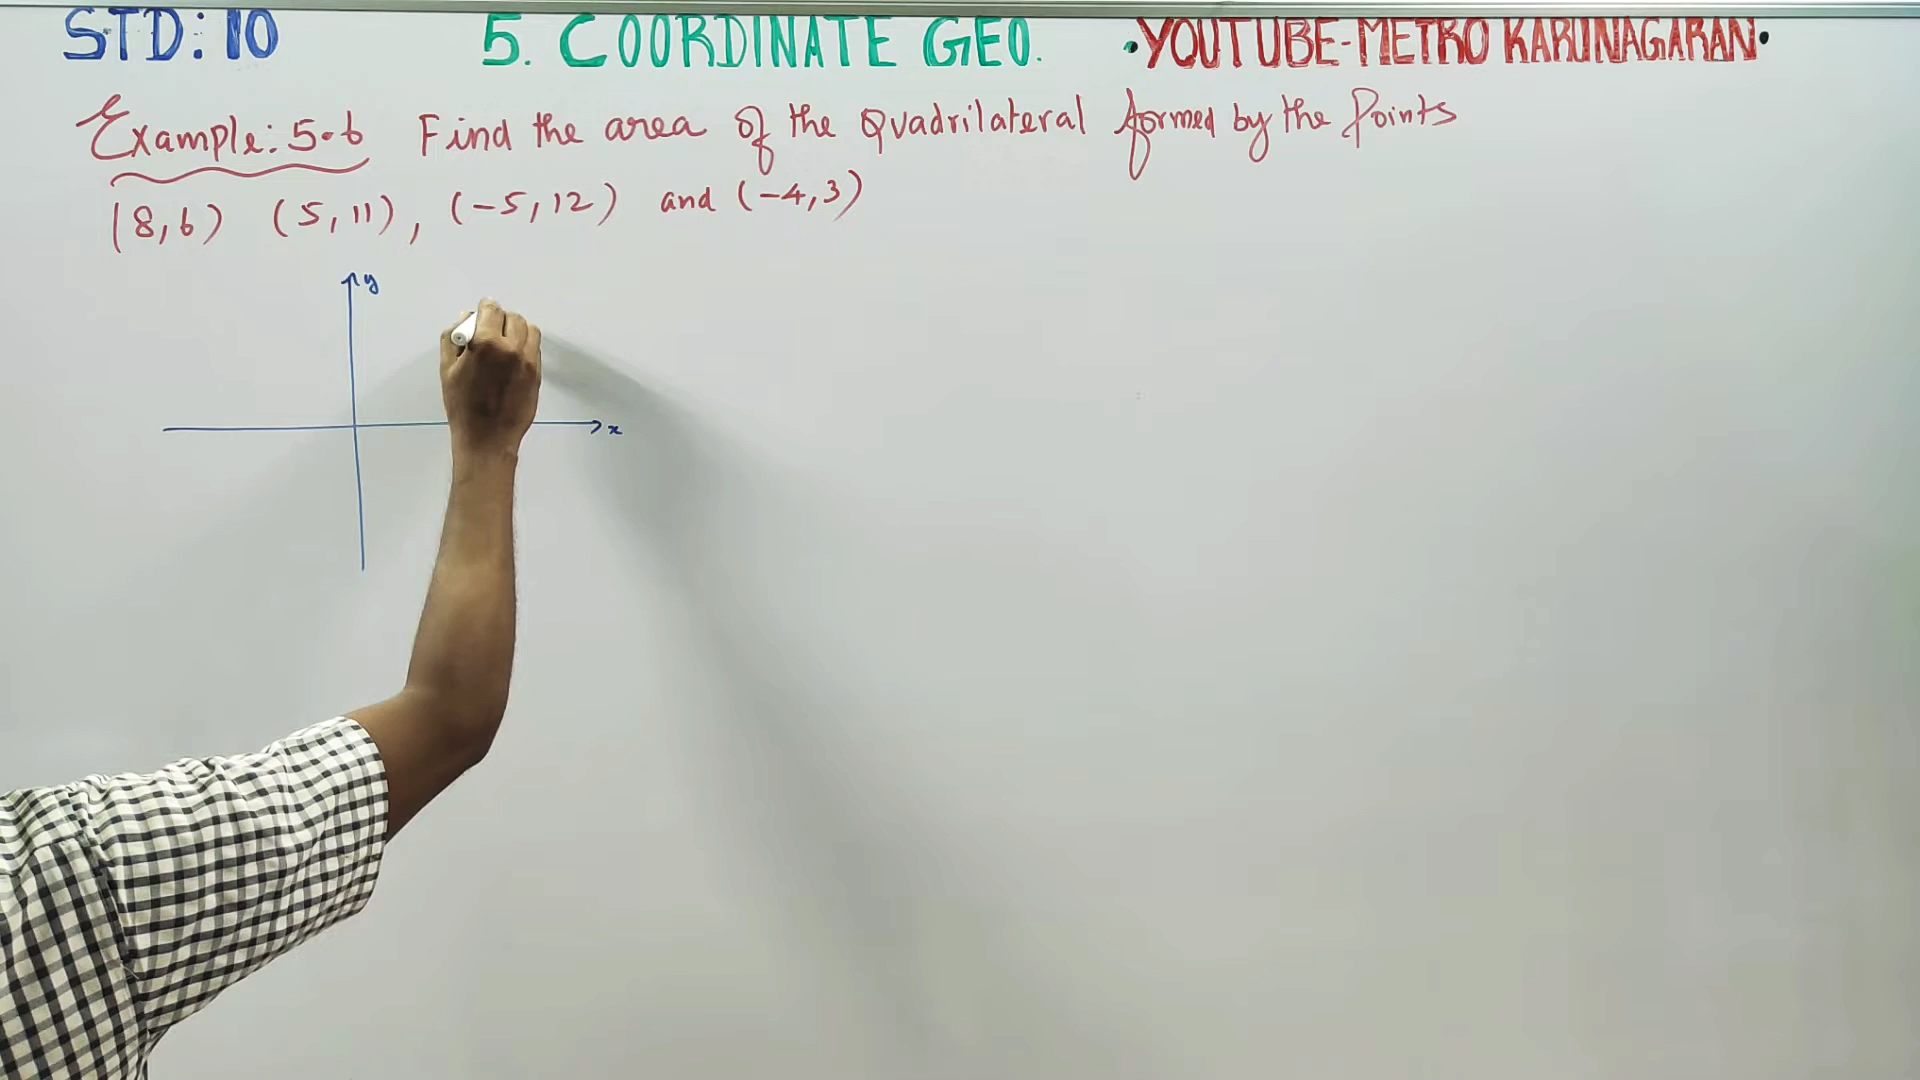 STD: 10 5. COORDINATE GEO. •YOUTUBE-METRO KARUNAGARAN•
Example: 5.6 Find the area of the Quadrilateral formed by the Points
(8,6) (5,11), (-5,12) and (-4,3)
y
x